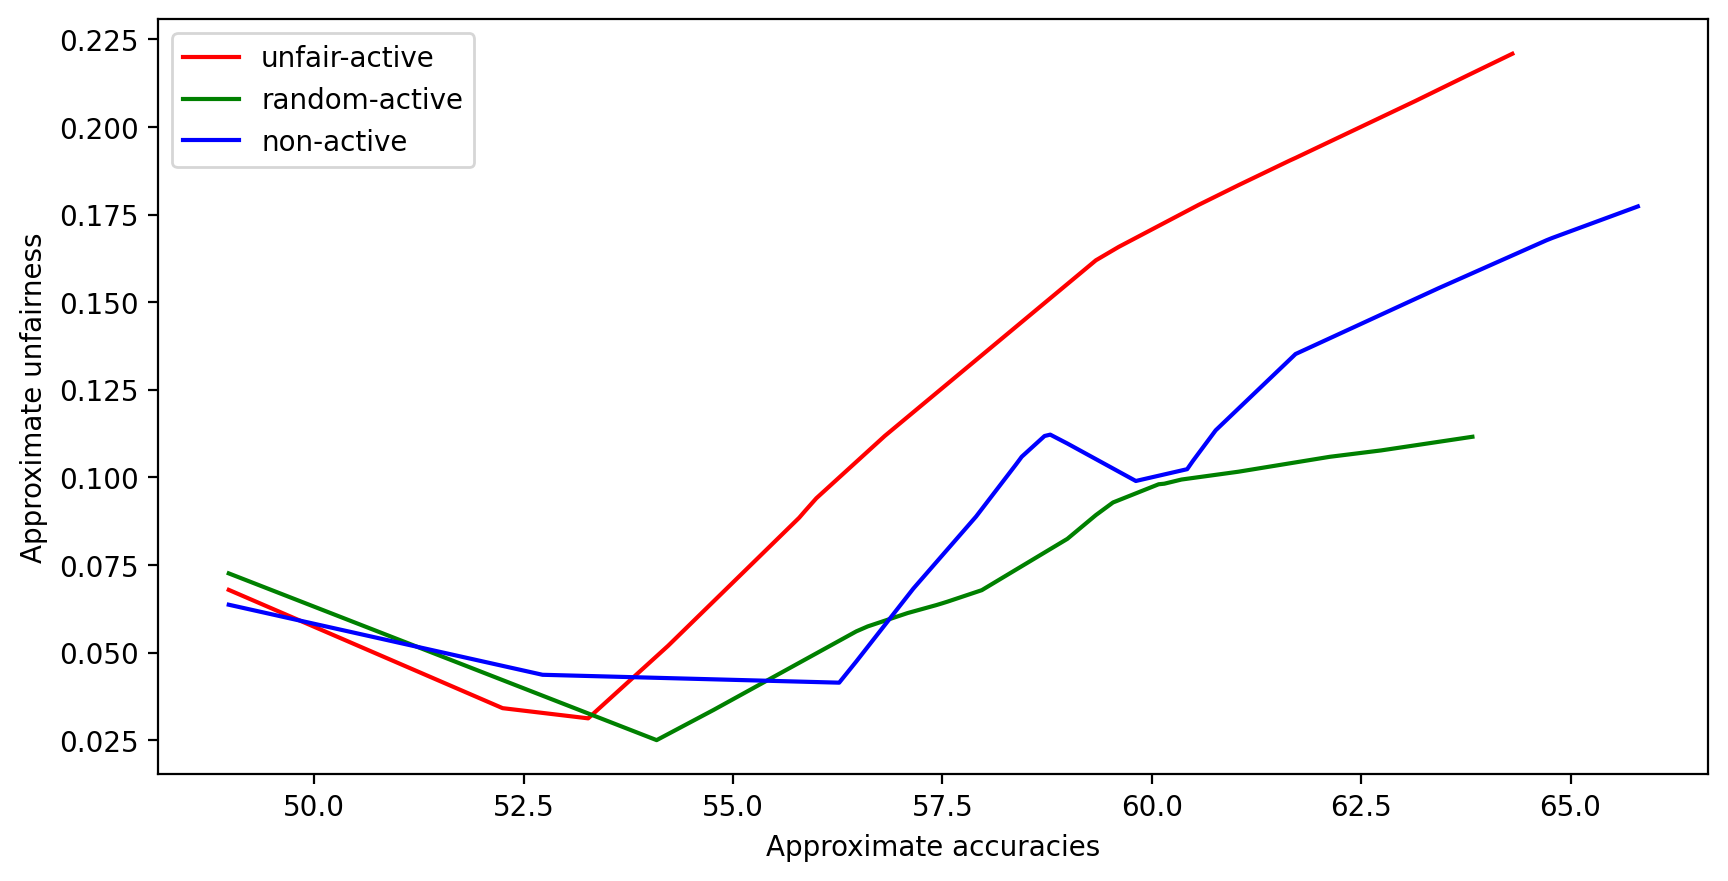 unfair-active
random-active
non-active
0.225
0.200
0.175
0.150
0.125
0.100
0.075
0.050
0.025
Approximate unfairness
50.0 52.5 55.0 57.5 60.0 62.5 65.0
Approximate accuracies